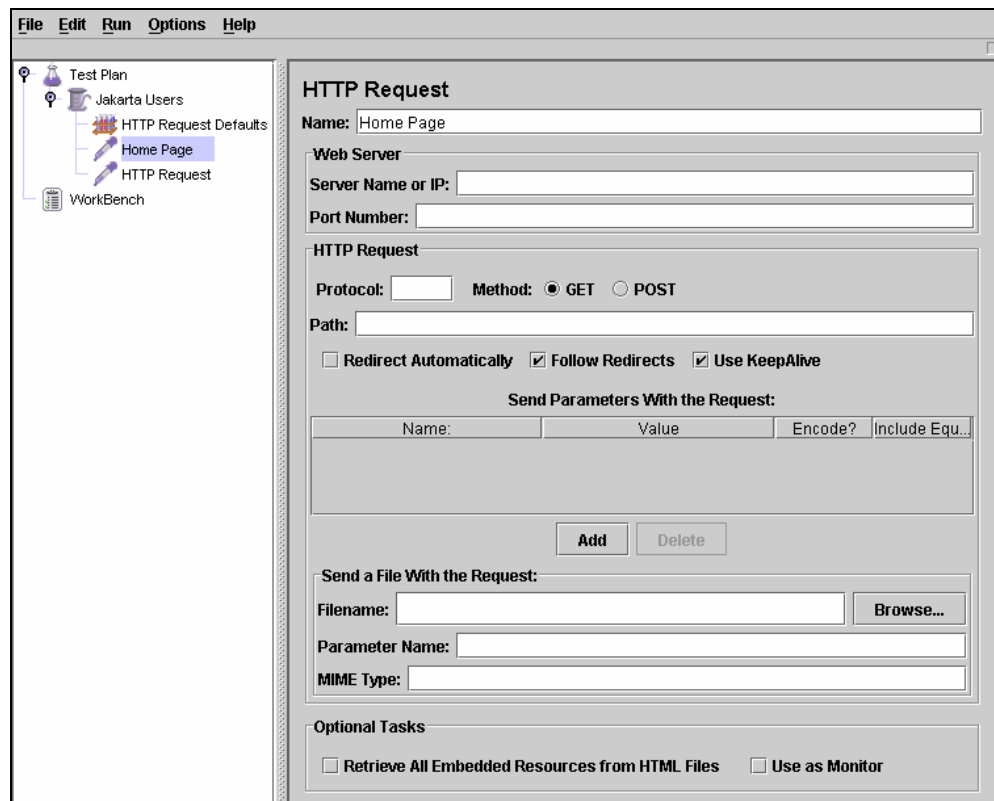 File Edit Run Options Help
Test Plan
Jakarta Users
HTTP Request Defaults
Home Page
HTTP Request
WorkBench
HTTP Request
Name: Home Page
Web Server
Server Name or IP:
Port Number:
HTTP Request
Protocol: Method: GET POST
Path:
Redirect Automatically Follow Redirects Use KeepAlive
Send Parameters With the Request:
Name: Value Encode? Include Equ...
Add Delete
Send a File With the Request:
Filename: Browse...
Parameter Name:
MIME Type:
Optional Tasks
Retrieve All Embedded Resources from HTML Files Use as Monitor